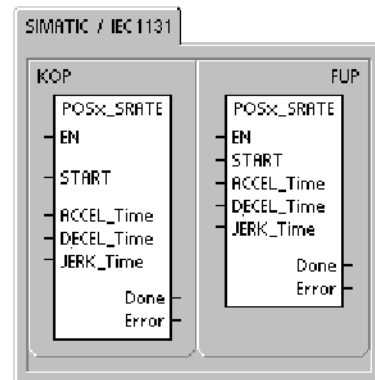 SIMATIC / IEC 1131
KOP
POSx_SRATE
EN
START
ACCEL_Time
DECEL_Time
JERK_Time
Done
Error
FUP
POSx_SRATE
EN
START
ACCEL_Time
DECEL_Time
JERK_Time
Done
Error